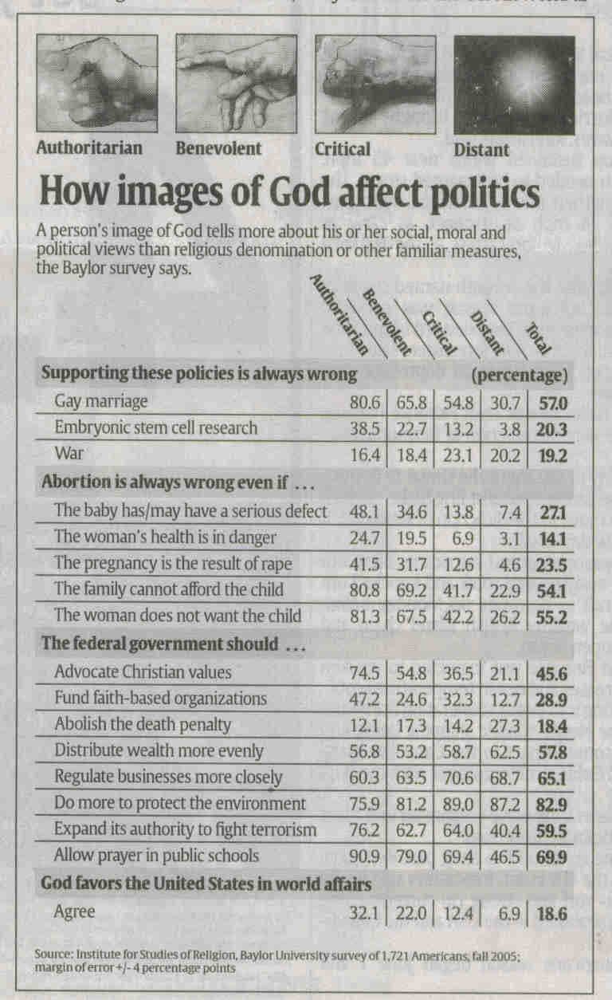 Authoritarian Benevolent Critical Distant
How images of God affect politics
A person's image of God tells more about his or her social, moral and
political views than religious denomination or other familiar measures,
the Baylor survey says.
Authoritarian Benevolent Critical Distant Total
Supporting these policies is always wrong (percentage)
Gay marriage 80.6 65.8 54.8 30.7 57.0
Embryonic stem cell research 38.5 22.7 13.2 3.8 20.3
War 16.4 18.4 23.1 20.2 19.2
Abortion is always wrong even if ...
The baby has/may have a serious defect 48.1 34.6 13.8 7.4 27.1
The woman's health is in danger 24.7 19.5 6.9 3.1 14.1
The pregnancy is the result of rape 41.5 31.7 12.6 4.6 23.5
The family cannot afford the child 80.8 69.2 41.7 22.9 54.1
The woman does not want the child 81.3 67.5 42.2 26.2 55.2
The federal government should ...
Advocate Christian values 74.5 54.8 36.5 21.1 45.6
Fund faith-based organizations 47.2 24.6 32.3 12.7 28.9
Abolish the death penalty 12.1 17.3 14.2 27.3 18.4
Distribute wealth more evenly 56.8 53.2 58.7 62.5 57.8
Regulate businesses more closely 60.3 63.5 70.6 68.7 65.1
Do more to protect the environment 75.9 81.2 89.0 87.2 82.9
Expand its authority to fight terrorism 76.2 62.7 64.0 40.4 59.5
Allow prayer in public schools 90.9 79.0 69.4 46.5 69.9
God favors the United States in world affairs
Agree 32.1 22.0 12.4 6.9 18.6
Source: Institute for Studies of Religion, Baylor University survey of 1,721 Americans, fall 2005;
margin of error +/- 4 percentage points